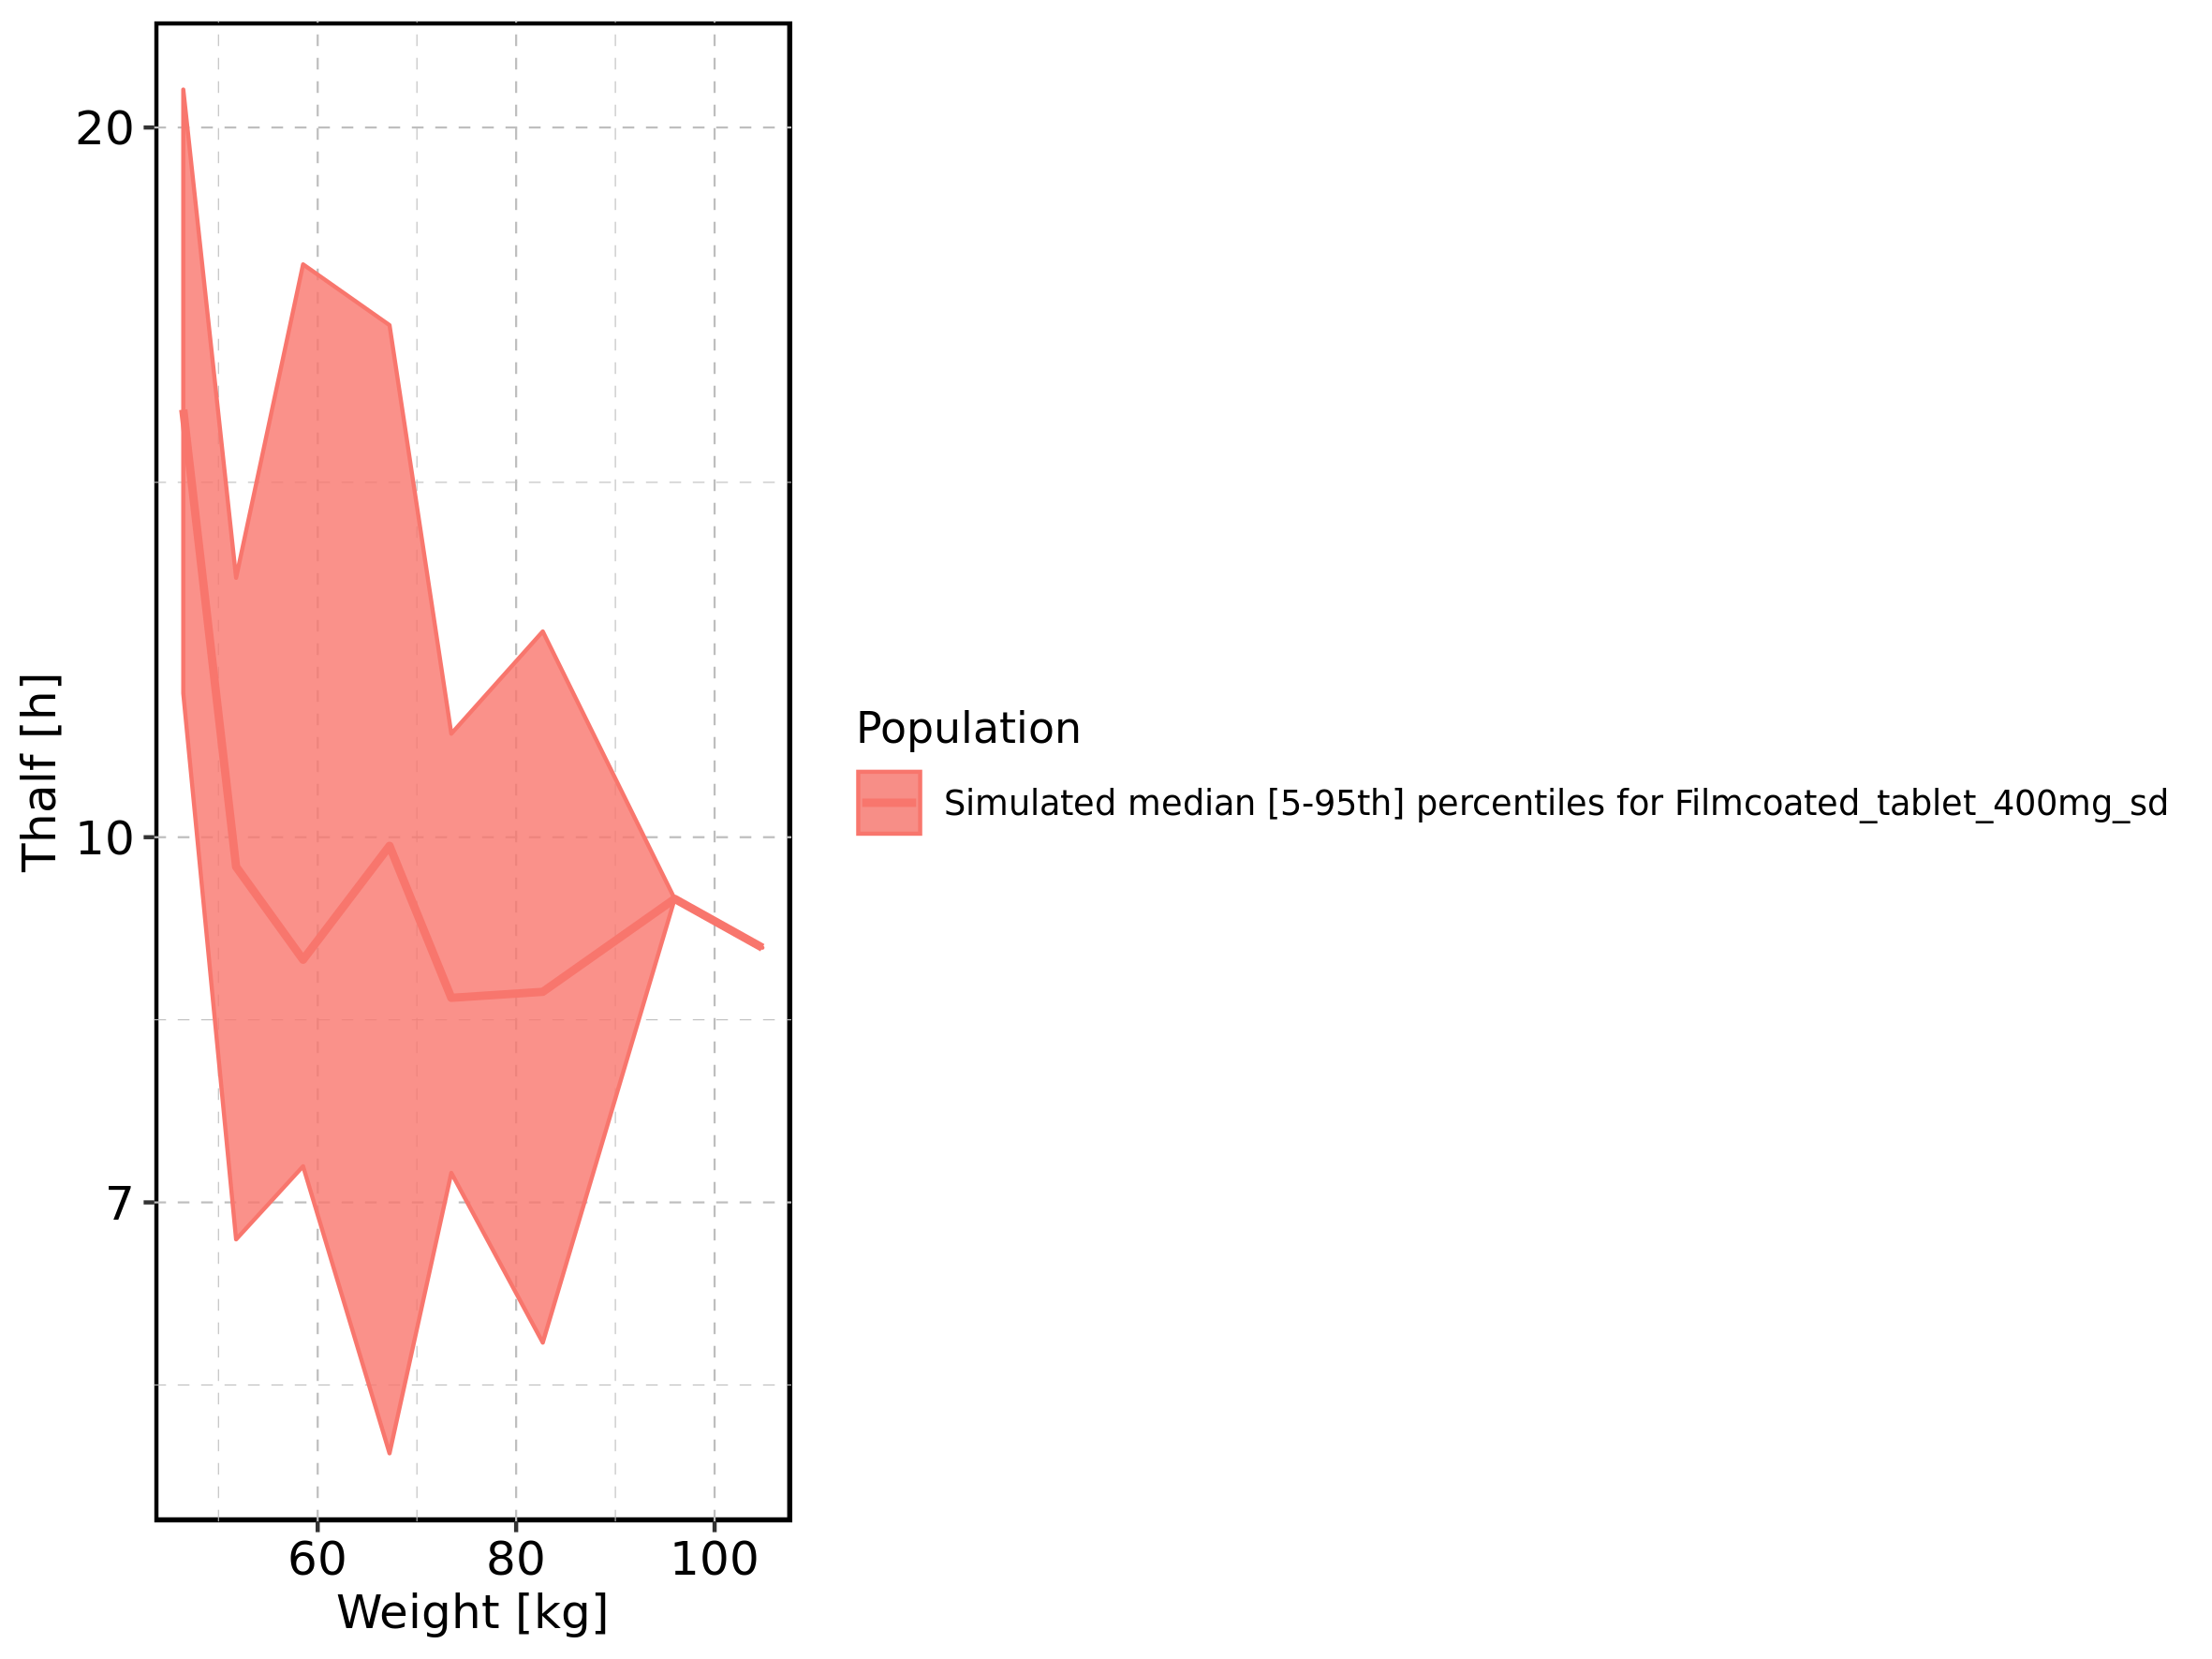 20
10
7
Thalf [h]
60 80 100
Weight [kg]
Population
Simulated median [5-95th] percentiles for Filmcoated_tablet_400mg_sd